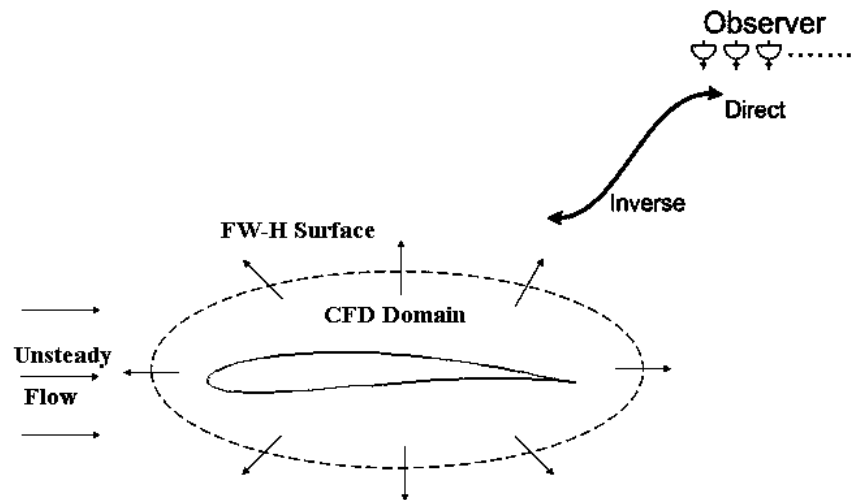 Observer
Direct
Inverse
FW-H Surface
CFD Domain
Unsteady
Flow